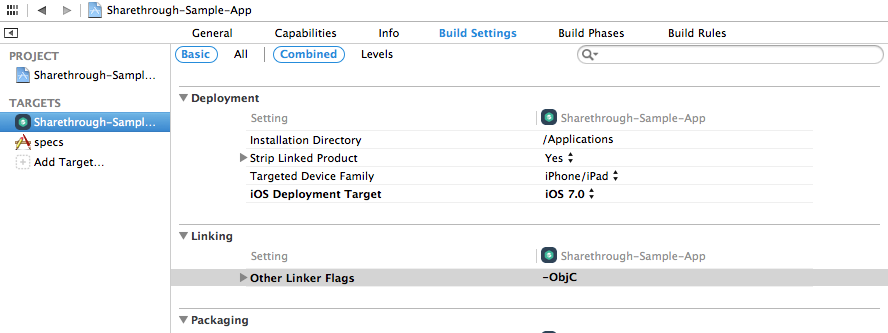 Sharethrough-Sample-App
General Capabilities Info Build Settings Build Phases Build Rules
Basic All Combined Levels
PROJECT
Sharethrough-Sampl...
TARGETS
Sharethrough-Sampl...
specs
Add Target...
Deployment
Setting Sharethrough-Sample-App
Installation Directory /Applications
Strip Linked Product Yes
Targeted Device Family iPhone/iPad
iOS Deployment Target iOS 7.0
Linking
Setting Sharethrough-Sample-App
Other Linker Flags -ObjC
Packaging